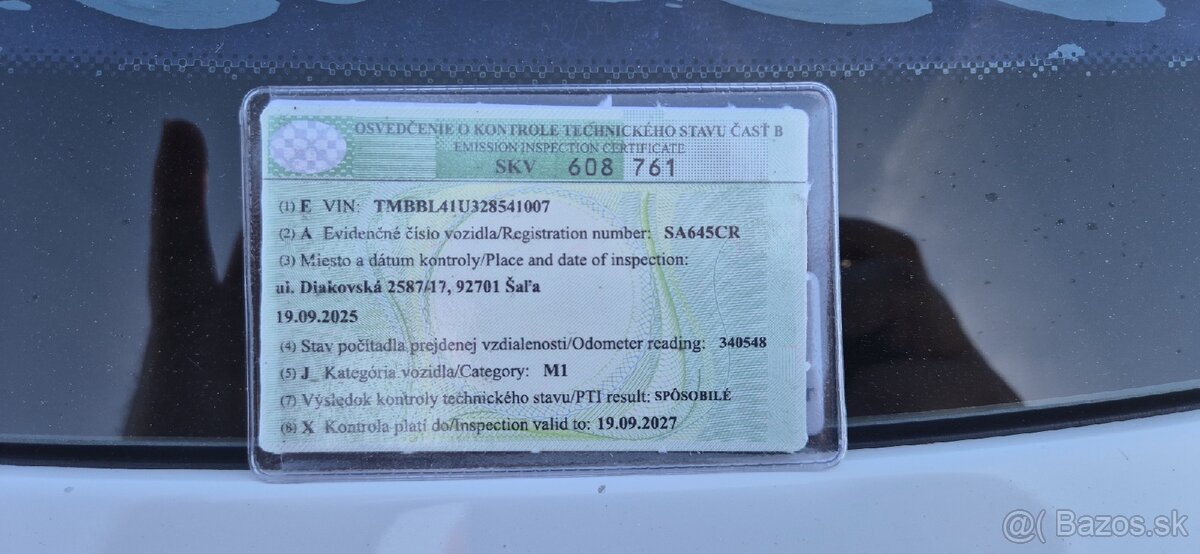 OSVEDČENIE O KONTROLE TECHNICKÉHO STAVU ČASŤ B
EMISSION INSPECTION CERTIFICATE
SKV 608 761
(1) E VIN: TMBBL41U328541007
(2) A Evidenčné číslo vozidla/Registration number: SA645CR
(3) Miesto a dátum kontroly/Place and date of inspection:
ul. Diakovská 2587/17, 92701 Šaľa
19.09.2025
(4) Stav počítadla prejdenej vzdialenosti/Odometer reading: 340548
(5) J Kategória vozidla/Category: M1
(7) Výsledok kontroly technického stavu/PTI result: SPÔSOBILÉ
(8) X Kontrola platí do/Inspection valid to: 19.09.2027
@( Bazos.sk